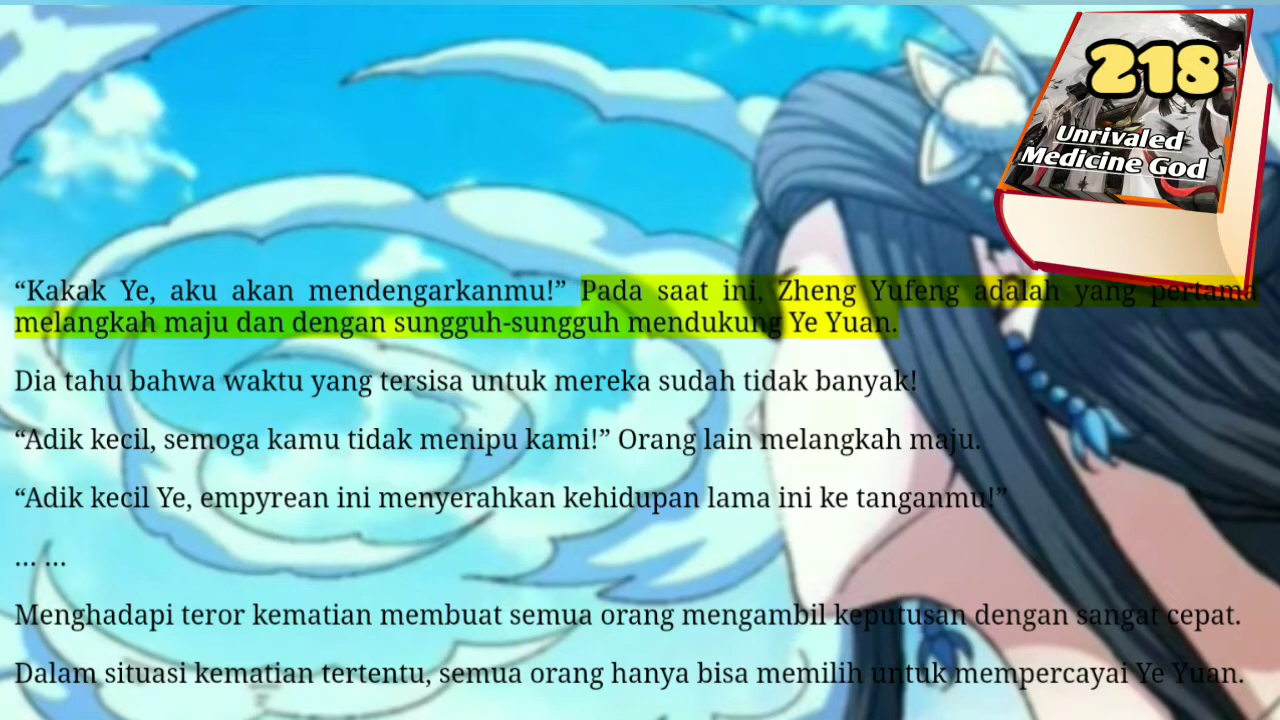 218
Unrivaled
Medicine God
“Kakak Ye, aku akan mendengarkanmu!” Pada saat ini, Zheng Yufeng adalah yang pertama
melangkah maju dan dengan sungguh-sungguh mendukung Ye Yuan.
Dia tahu bahwa waktu yang tersisa untuk mereka sudah tidak banyak!
“Adik kecil, semoga kamu tidak menipu kami!” Orang lain melangkah maju.
“Adik kecil Ye, empyrean ini menyerahkan kehidupan lama ini ke tanganmu!”
... ...
Menghadapi teror kematian membuat semua orang mengambil keputusan dengan sangat cepat.
Dalam situasi kematian tertentu, semua orang hanya bisa memilih untuk mempercayai Ye Yuan.